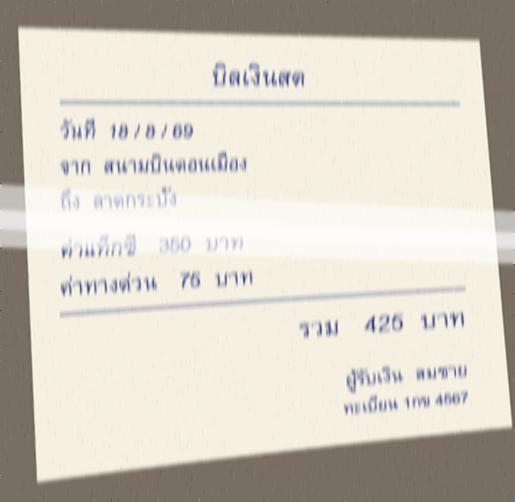 บิลเงินสด
วันที่ 18 / 8 / 69
จาก สนามบินดอนเมือง
ถึง ลาดกระบัง
ค่าแท็กซี่ 350 บาท
ค่าทางด่วน 75 บาท
รวม 425 บาท
ผู้รับเงิน สมชาย
ทะเบียน 1กข 4567